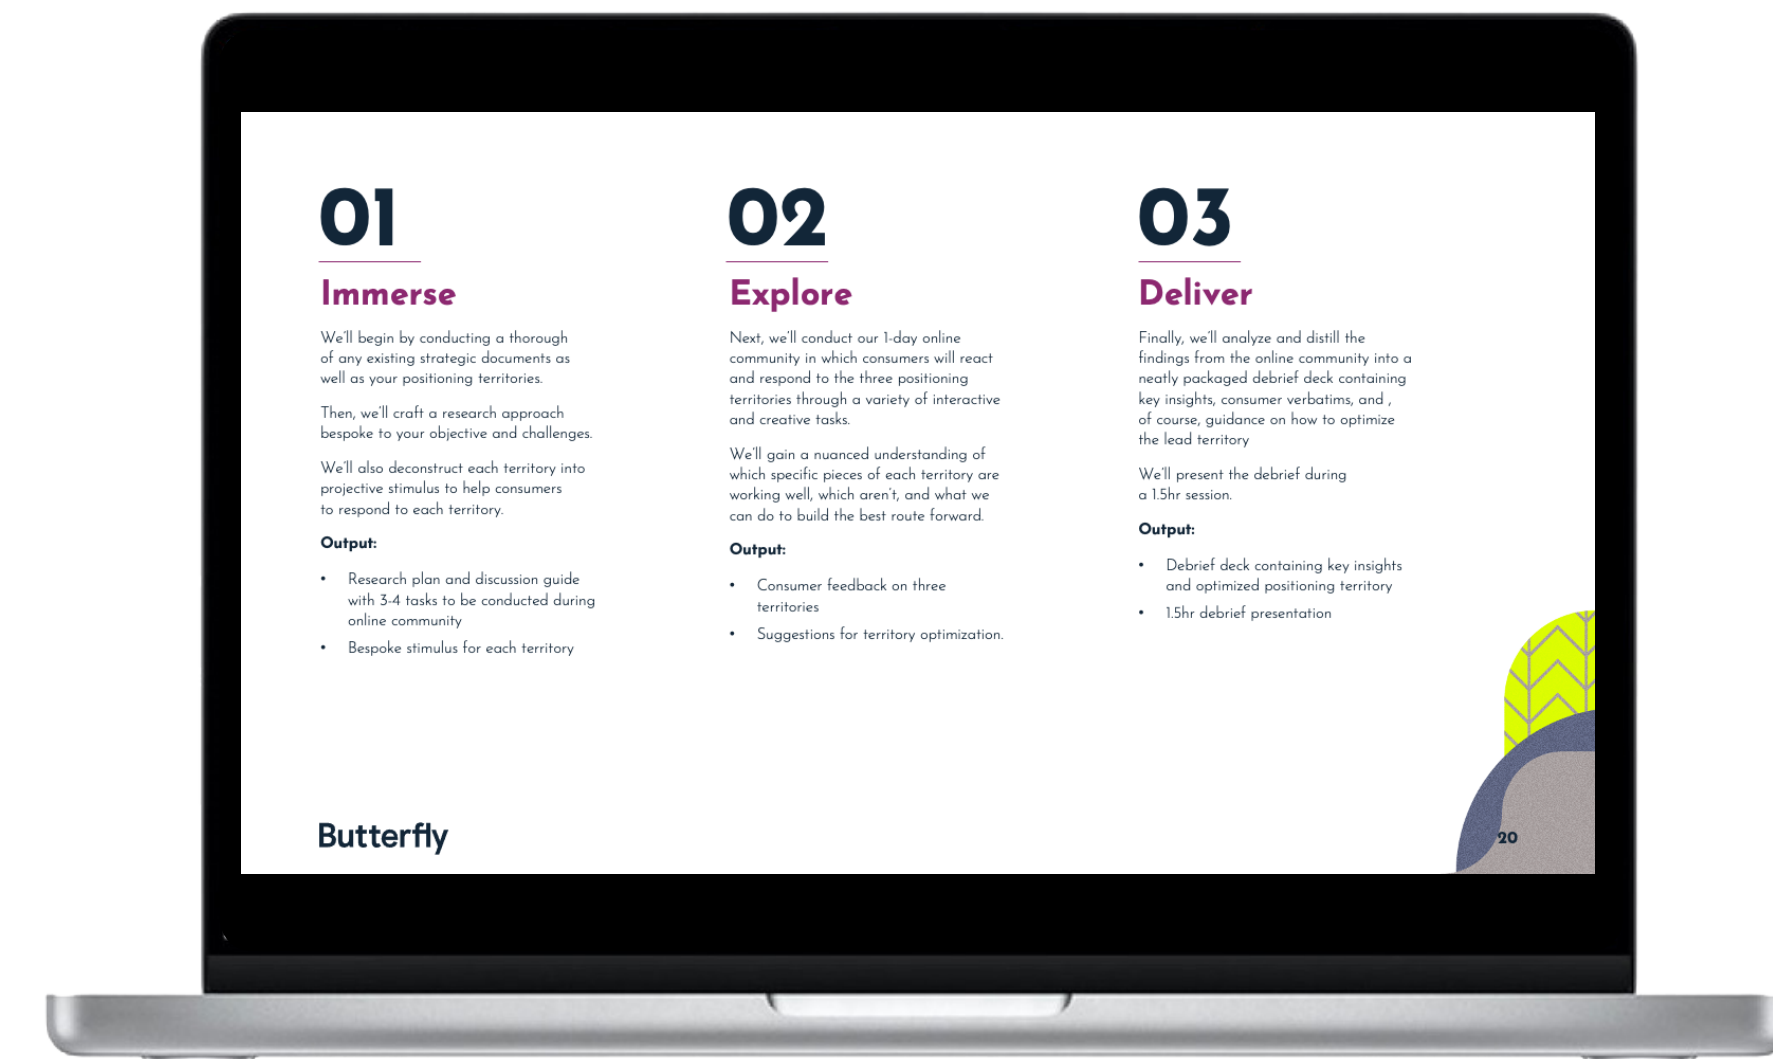 01
Immerse
We'll begin by conducting a thorough
of any existing strategic documents as
well as your positioning territories.
Then, we'll craft a research approach
bespoke to your objective and challenges.
We'll also deconstruct each territory into
projective stimulus to help consumers
to respond to each territory.
Output:
• Research plan and discussion guide
with 3-4 tasks to be conducted during
online community
• Bespoke stimulus for each territory
02
Explore
Next, we'll conduct our 1-day online
community in which consumers will react
and respond to the three positioning
territories through a variety of interactive
and creative tasks.
We'll gain a nuanced understanding of
which specific pieces of each territory are
working well, which aren't, and what we
can do to build the best route forward.
Output:
• Consumer feedback on three
territories
• Suggestions for territory optimization.
03
Deliver
Finally, we'll analyze and distill the
findings from the online community into a
neatly packaged debrief deck containing
key insights, consumer verbatims, and ,
of course, guidance on how to optimize
the lead territory
We'll present the debrief during
a 1.5hr session.
Output:
• Debrief deck containing key insights
and optimized positioning territory
• 1.5hr debrief presentation
Butterfly
20